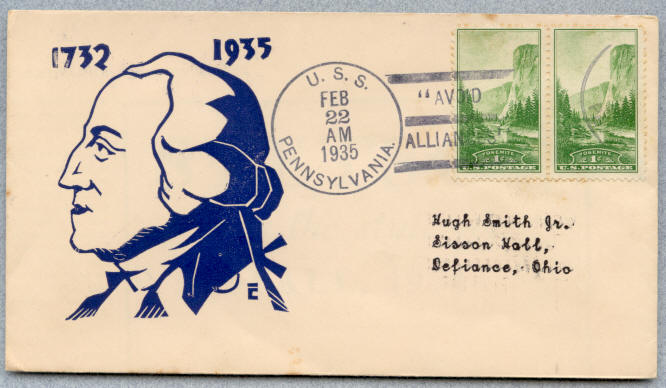 1732 1935
U. S. S.
FEB
22
AM
1935
PENNSYLVANIA.
"AVOID
YOSEMITE
1¢
U.S. POSTAGE
YOSEMITE
1¢
U.S. POSTAGE
Hugh Smith Jr.
Sisson Hall,
Defiance, Ohio
E